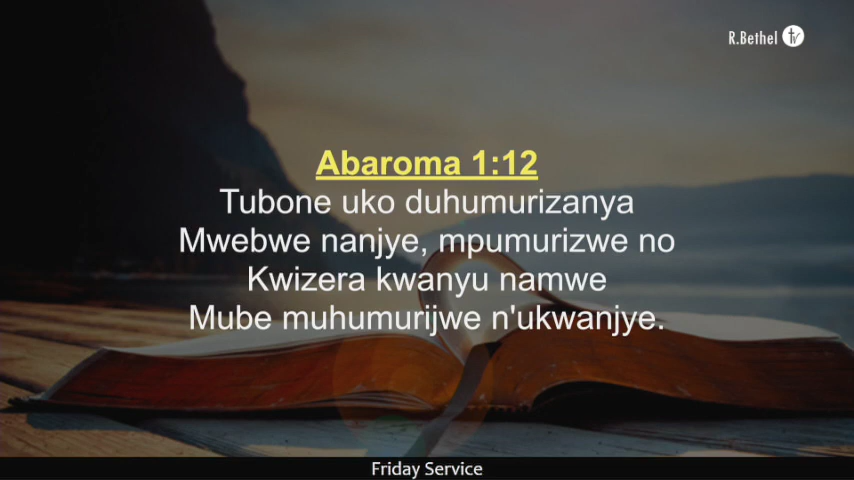 R.Bethel tv
Abaroma 1:12
Tubone uko duhumurizanya
Mwebwe nanjye, mpumurizwe no
Kwizera kwanyu namwe
Mube muhumurijwe n'ukwanjye.
Friday Service